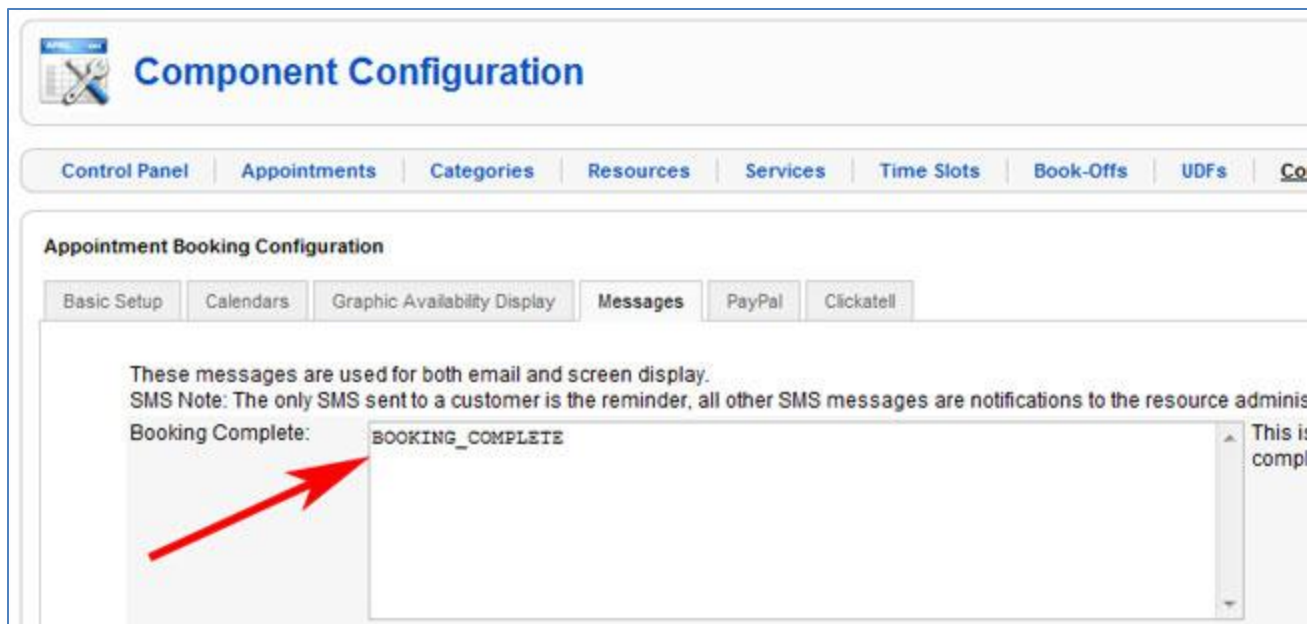 Component Configuration
Control Panel Appointments Categories Resources Services Time Slots Book-Offs UDFs
Appointment Booking Configuration
Basic Setup Calendars Graphic Availability Display Messages PayPal Clickatell
These messages are used for both email and screen display.
SMS Note: The only SMS sent to a customer is the reminder, all other SMS messages are notifications to the resource
Booking Complete: BOOKING_COMPLETE This